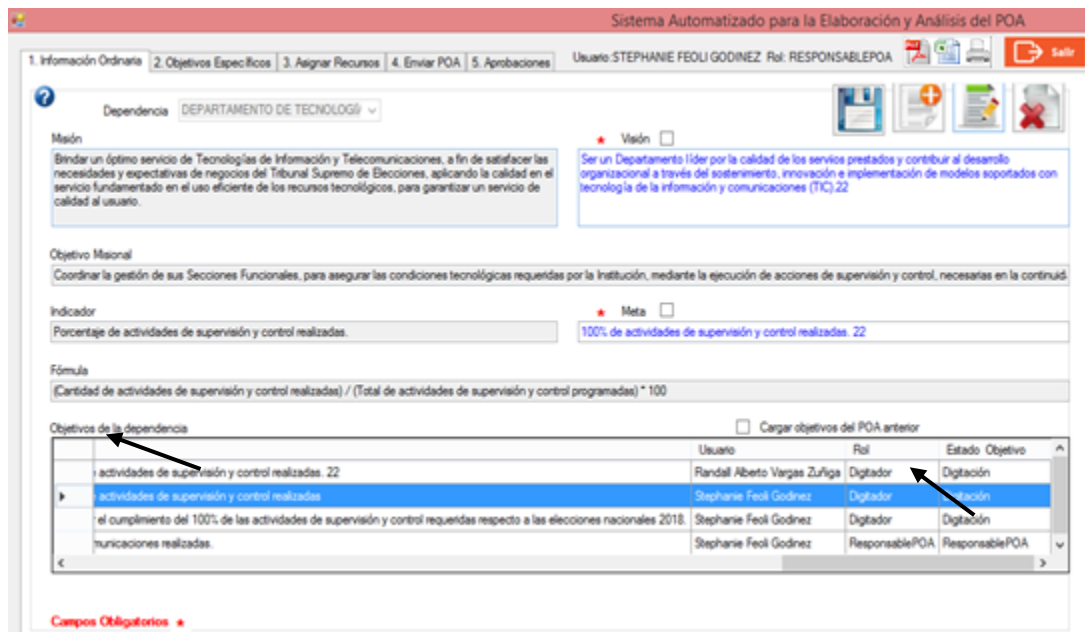 Sistema Automatizado para la Elaboración y Análisis del POA
1. Información Ordinaria 2. Objetivos Específicos 3. Asignar Recursos 4. Enviar POA 5. Aprobaciones Usuario:STEPHANIE FEOLI GODINEZ Rol: RESPONSABLEPOA Salir
Dependencia DEPARTAMENTO DE TECNOLOGÍ
Misión
Brindar un óptimo servicio de Tecnologías de Información y Telecomunicaciones, a fin de satisfacer las
necesidades y expectativas de negocios del Tribunal Supremo de Elecciones, aplicando la calidad en el
servicio fundamentado en el uso eficiente de los recursos tecnológicos, para garantizar un servicio de
calidad al usuario.
* Visión
Ser un Departamento líder por la calidad de los servios prestados y contribuir al desarrollo
organizacional a través del sostenimiento, innovación e implementación de modelos soportados con
tecnología de la información y comunicaciones (TIC).22
Objetivo Misional
Coordinar la gestión de sus Secciones Funcionales, para asegurar las condiciones tecnológicas requeridas por la Institución, mediante la ejecución de acciones de supervisión y control, necesarias en la continuid
Indicador
Porcentaje de actividades de supervisión y control realizadas.
* Meta
100% de actividades de supervisión y control realizadas. 22
Fórmula
(Cantidad de actividades de supervisión y control realizadas) / (Total de actividades de supervisión y control programadas) * 100
Objetivos de la dependencia Cargar objetivos del POA anterior
Usuario Rol Estado Objetivo
actividades de supervisión y control realizadas. 22 Randall Alberto Vargas Zuñiga Digitador Digitación
actividades de supervisión y control realizadas Stephanie Feoli Godinez Digitador Digitación
el cumplimiento del 100% de las actividades de supervisión y control requeridas respecto a las elecciones nacionales 2018. Stephanie Feoli Godinez Digitador Digitación
municaciones realizadas. Stephanie Feoli Godinez ResponsablePOA ResponsablePOA
Campos Obligatorios *